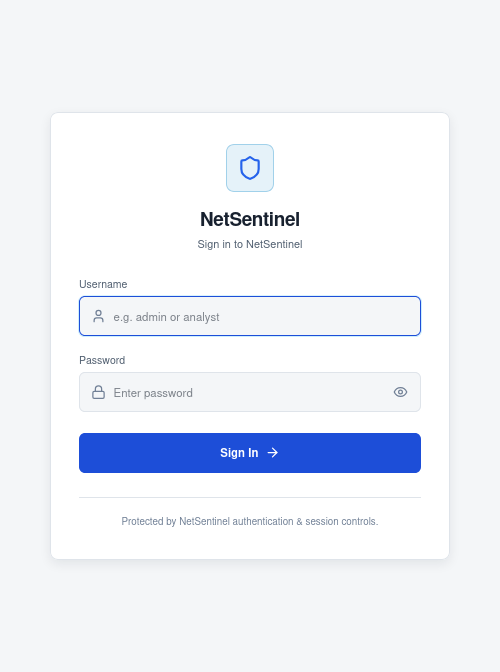 NetSentinel
Sign in to NetSentinel
Username
e.g. admin or analyst
Password
Enter password
Sign In
Protected by NetSentinel authentication & session controls.